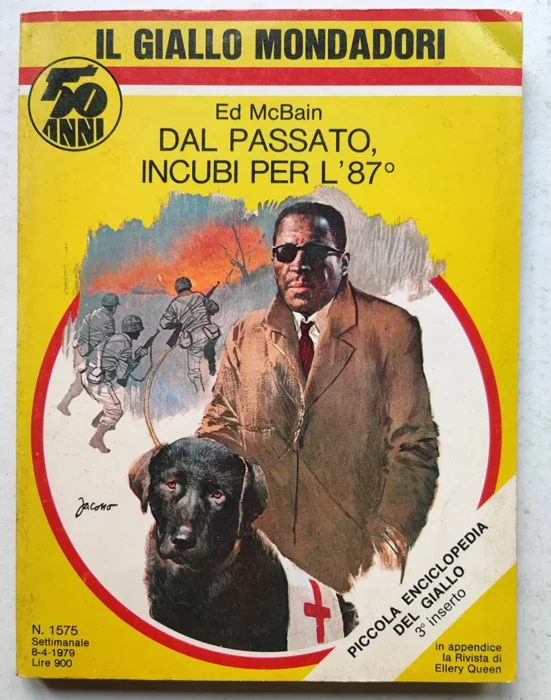 IL GIALLO MONDADORI
50
ANNI
Ed McBain
DAL PASSATO,
INCUBI PER L'87°
Jacono
PICCOLA ENCICLOPEDIA
DEL GIALLO
3° inserto
N. 1575
Settimanale
8-4-1979
Lire 900
in appendice
la Rivista di
Ellery Queen